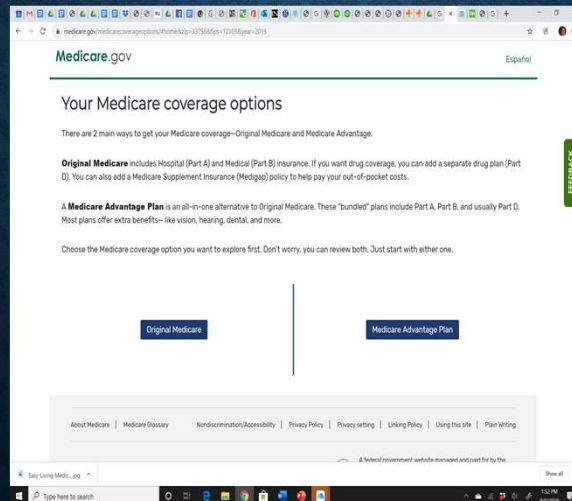 medicare.gov/medicarecoverageoptions/#home&zip=33756&fips=12103&year=2019
Medicare.gov
Español
Your Medicare coverage options
There are 2 main ways to get your Medicare coverage—Original Medicare and Medicare Advantage.
Original Medicare includes Hospital (Part A) and Medical (Part B) insurance. If you want drug coverage, you can add a separate drug plan (Part
D). You can also add a Medicare Supplement Insurance (Medigap) policy to help pay your out-of-pocket costs.
A Medicare Advantage Plan is an all-in-one alternative to Original Medicare. These "bundled" plans include Part A, Part B, and usually Part D.
Most plans offer extra benefits— like vision, hearing, dental, and more.
Choose the Medicare coverage option you want to explore first. Don't worry, you can review both. Just start with either one.
FEEDBACK
Original Medicare
Medicare Advantage Plan
About Medicare | Medicare Glossary Nondiscrimination/Accessibility | Privacy Policy | Privacy setting | Linking Policy | Using this site | Plain Writing
A federal government website managed and paid for by the
Easy-Living-Medic...jpg
Show all
Type here to search
1:52 PM